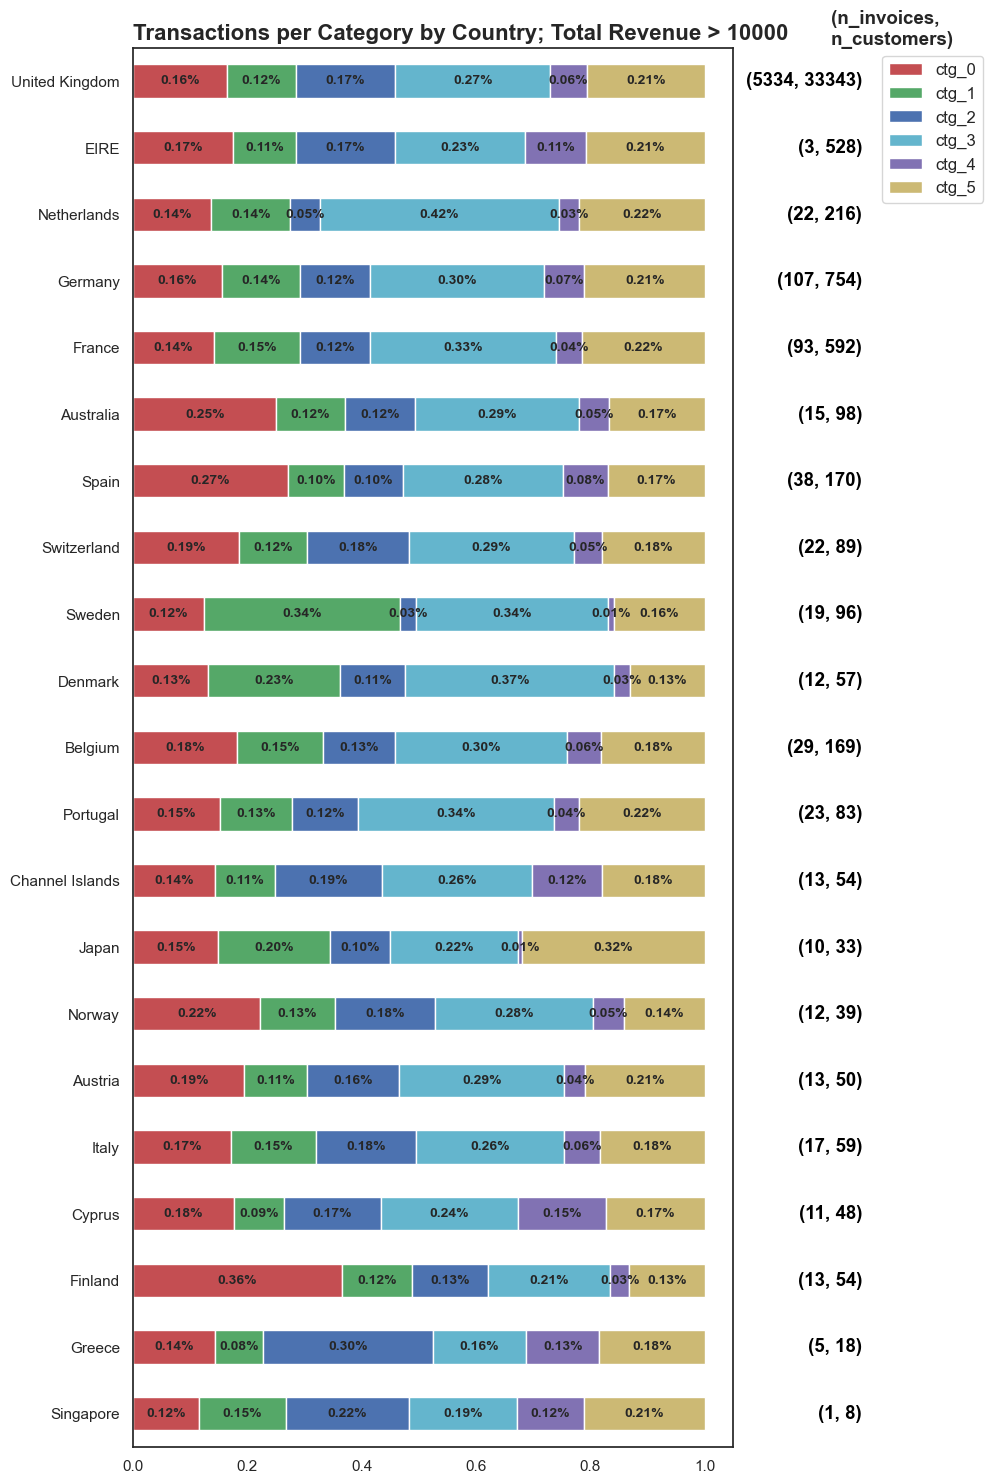 (n_invoices,
n_customers)
Transactions per Category by Country; Total Revenue > 10000
ctg_0
ctg_1
ctg_2
ctg_3
ctg_4
ctg_5
United Kingdom 0.16% 0.12% 0.17% 0.27% 0.06% 0.21% (5334, 33343)
EIRE 0.17% 0.11% 0.17% 0.23% 0.11% 0.21% (3, 528)
Netherlands 0.14% 0.14% 0.05% 0.42% 0.03% 0.22% (22, 216)
Germany 0.16% 0.14% 0.12% 0.30% 0.07% 0.21% (107, 754)
France 0.14% 0.15% 0.12% 0.33% 0.04% 0.22% (93, 592)
Australia 0.25% 0.12% 0.12% 0.29% 0.05% 0.17% (15, 98)
Spain 0.27% 0.10% 0.10% 0.28% 0.08% 0.17% (38, 170)
Switzerland 0.19% 0.12% 0.18% 0.29% 0.05% 0.18% (22, 89)
Sweden 0.12% 0.34% 0.03% 0.34% 0.01% 0.16% (19, 96)
Denmark 0.13% 0.23% 0.11% 0.37% 0.03% 0.13% (12, 57)
Belgium 0.18% 0.15% 0.13% 0.30% 0.06% 0.18% (29, 169)
Portugal 0.15% 0.13% 0.12% 0.34% 0.04% 0.22% (23, 83)
Channel Islands 0.14% 0.11% 0.19% 0.26% 0.12% 0.18% (13, 54)
Japan 0.15% 0.20% 0.10% 0.22% 0.01% 0.32% (10, 33)
Norway 0.22% 0.13% 0.18% 0.28% 0.05% 0.14% (12, 39)
Austria 0.19% 0.11% 0.16% 0.29% 0.04% 0.21% (13, 50)
Italy 0.17% 0.15% 0.18% 0.26% 0.06% 0.18% (17, 59)
Cyprus 0.18% 0.09% 0.17% 0.24% 0.15% 0.17% (11, 48)
Finland 0.36% 0.12% 0.13% 0.21% 0.03% 0.13% (13, 54)
Greece 0.14% 0.08% 0.30% 0.16% 0.13% 0.18% (5, 18)
Singapore 0.12% 0.15% 0.22% 0.19% 0.12% 0.21% (1, 8)
0.0 0.2 0.4 0.6 0.8 1.0